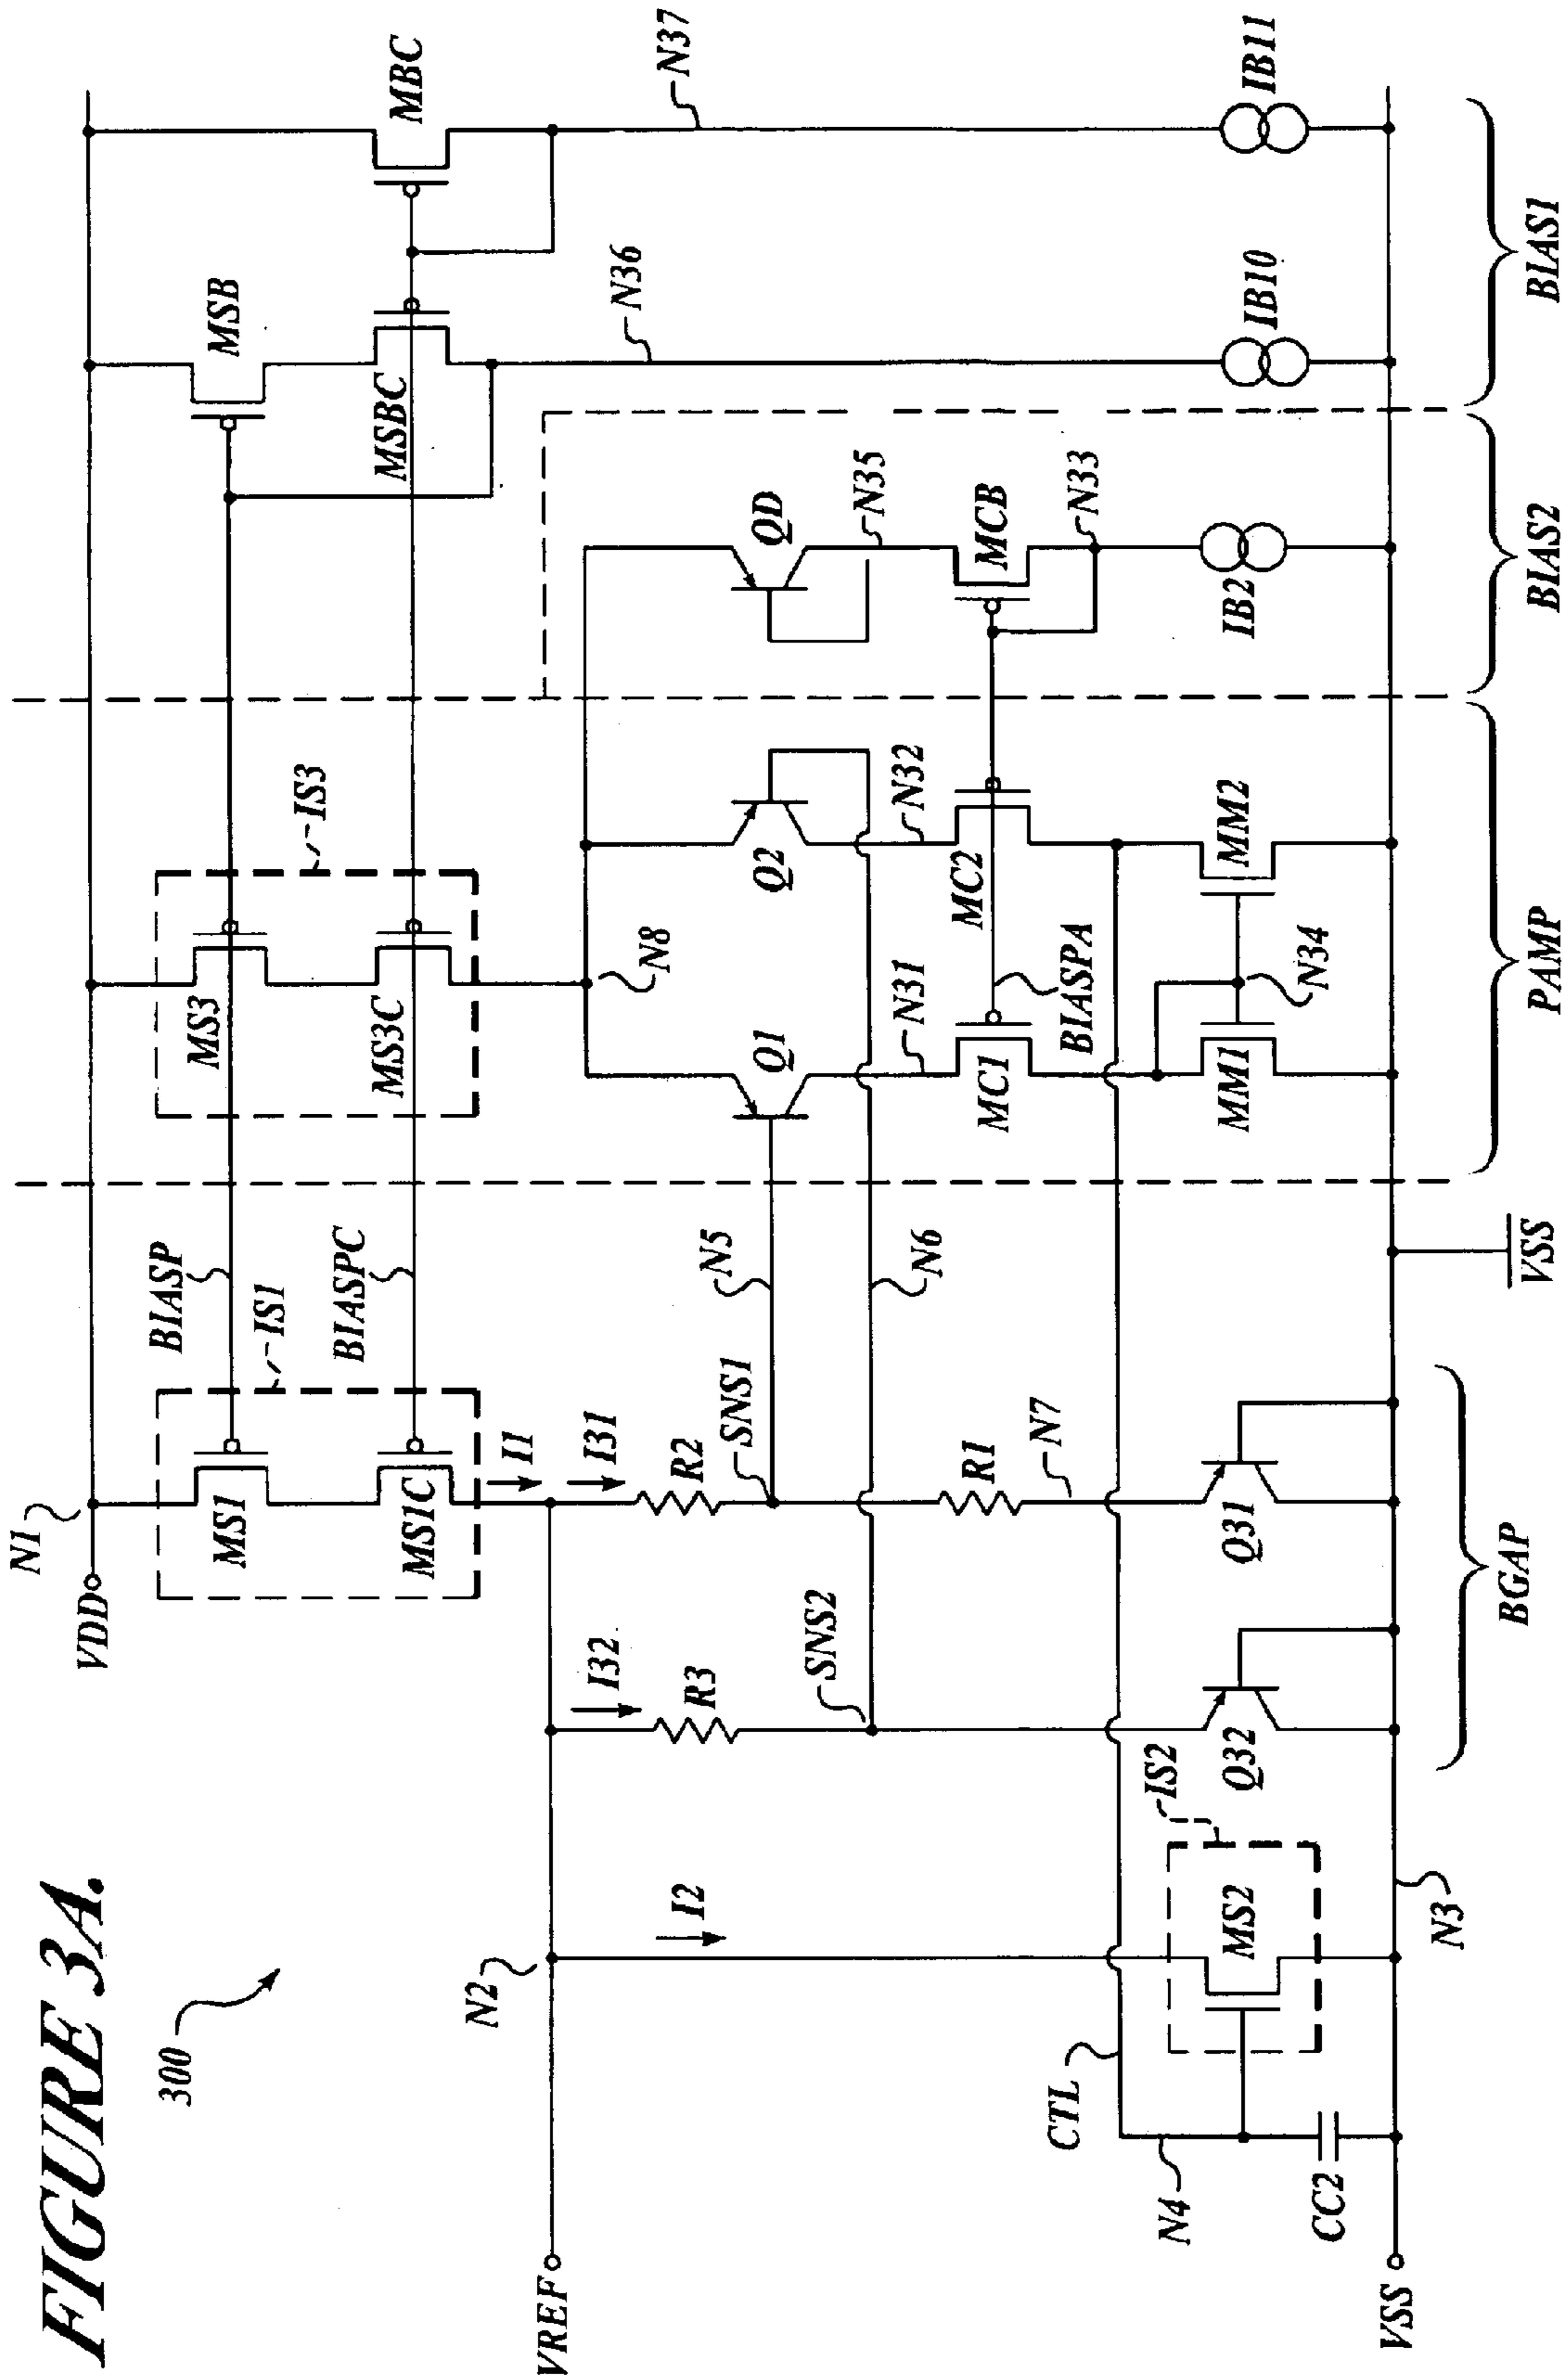 FIGURE 3A.
300
N1
VDD
MS1
MS1C
BIASP
IS1
BIASPC
I1
I31
R2
SNS1
N5
R1
N7
Q31
VREF
N2
I32
R3
SNS2
N6
I2
CTL
N4
IS2
MS2
CC2
Q32
VSS
N3
BGAP
VSS
MS3
MS3C
IS3
N8
Q1
Q2
N31
N32
MC1
MC2
BIASPA
MM1
MM2
N34
PAMP
QD
N35
MCB
N33
IB2
BIAS2
MSB
MSBC
MBC
N36
N37
IB10
IB11
BIAS1